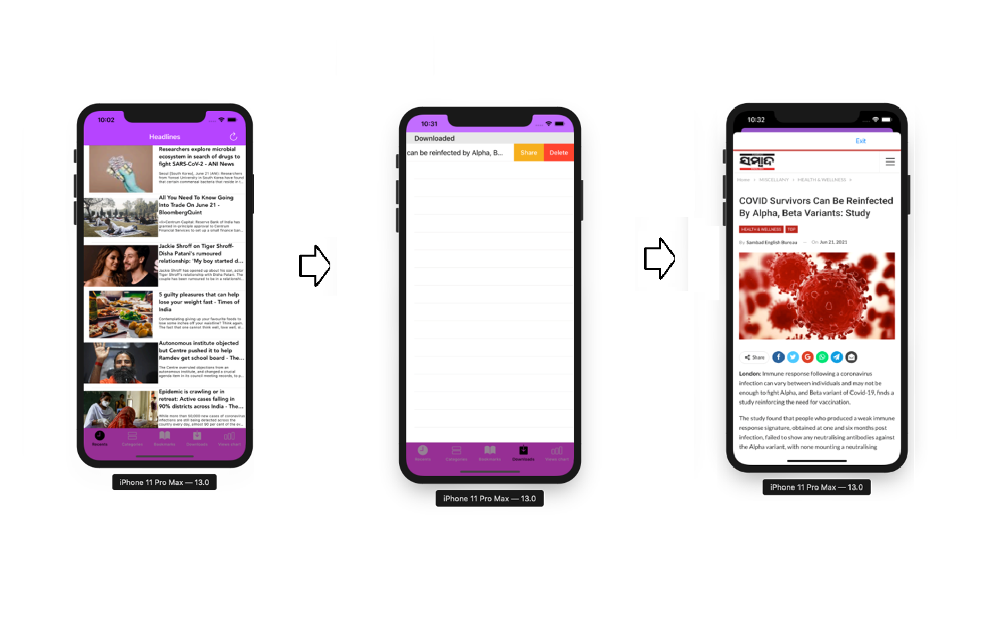 10:02
Headlines
Researchers explore microbial
ecosystem in search of drugs to
fight SARS-CoV-2 - ANI News
Seoul [South Korea], June 21 (ANI): Researchers
from Yonsei University in South Korea have found
that certain commensal bacteria that reside in t...
All You Need To Know Going
Into Trade On June 21 -
BloombergQuint
<li>Centrum Capital: Reserve Bank of India has
granted in-principle approval to Centrum
Financial Services to set up a small finance ban...
Jackie Shroff on Tiger Shroff-
Disha Patani's rumoured
relationship: 'My boy started d...
Jackie Shroff has opened up about his son, actor
Tiger Shroff's relationship with Disha Patani. The
couple has been rumoured to be in a relationshi...
5 guilty pleasures that can help
lose your weight fast - Times of
India
Contemplating giving up your favourite foods to
lose some inches off your waistline? Think again.
The fact that one cannot think well, love well, sl...
Autonomous institute objected
but Centre pushed it to help
Ramdev get school board - The...
The Centre overruled objections from an
autonomous institute, and changed a crucial
agenda item in its council meeting records, to p...
Epidemic is crawling or in
retreat: Active cases falling in
90% districts across India - The...
While more than 50,000 new cases of coronavirus
infections are still being detected across the
country every day, almost 90 per cent of the ov...
Recents Categories Bookmarks Downloads Views chart
iPhone 11 Pro Max — 13.0
10:31
Downloaded
can be reinfected by Alpha, B... Share Delete
Recents Categories Bookmarks Downloads Views chart
iPhone 11 Pro Max — 13.0
10:32
Exit
ସମ୍ବାଦ
Home MISCELLANY HEALTH & WELLNESS
COVID Survivors Can Be Reinfected
By Alpha, Beta Variants: Study
HEALTH & WELLNESS TOP
By Sambad English Bureau — On Jun 21, 2021
Share
London: Immune response following a coronavirus
infection can vary between individuals and may not be
enough to fight Alpha, and Beta variant of Covid-19, finds a
study reinforcing the need for vaccination.
The study found that people who produced a weak immune
response signature, obtained at one and six months post
infection, failed to show any neutralising antibodies against
the Alpha variant, with none mounting a neutralising
iPhone 11 Pro Max — 13.0